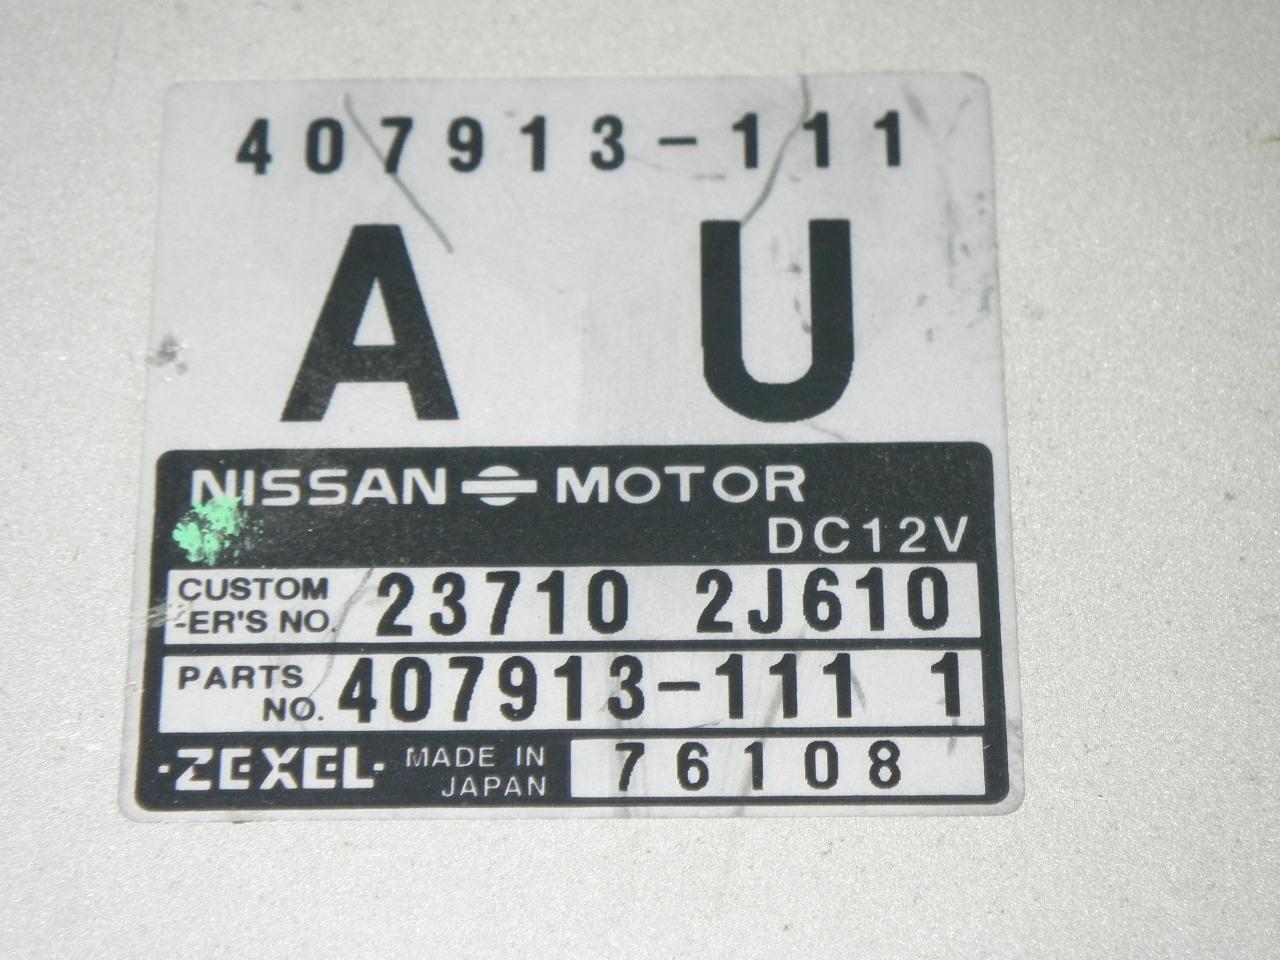 407913-111
A U
NISSAN MOTOR
DC12V
CUSTOM
-ER'S NO. 23710 2J610
PARTS
NO. 407913-111 1
·ZEXEL· MADE IN
JAPAN 76108